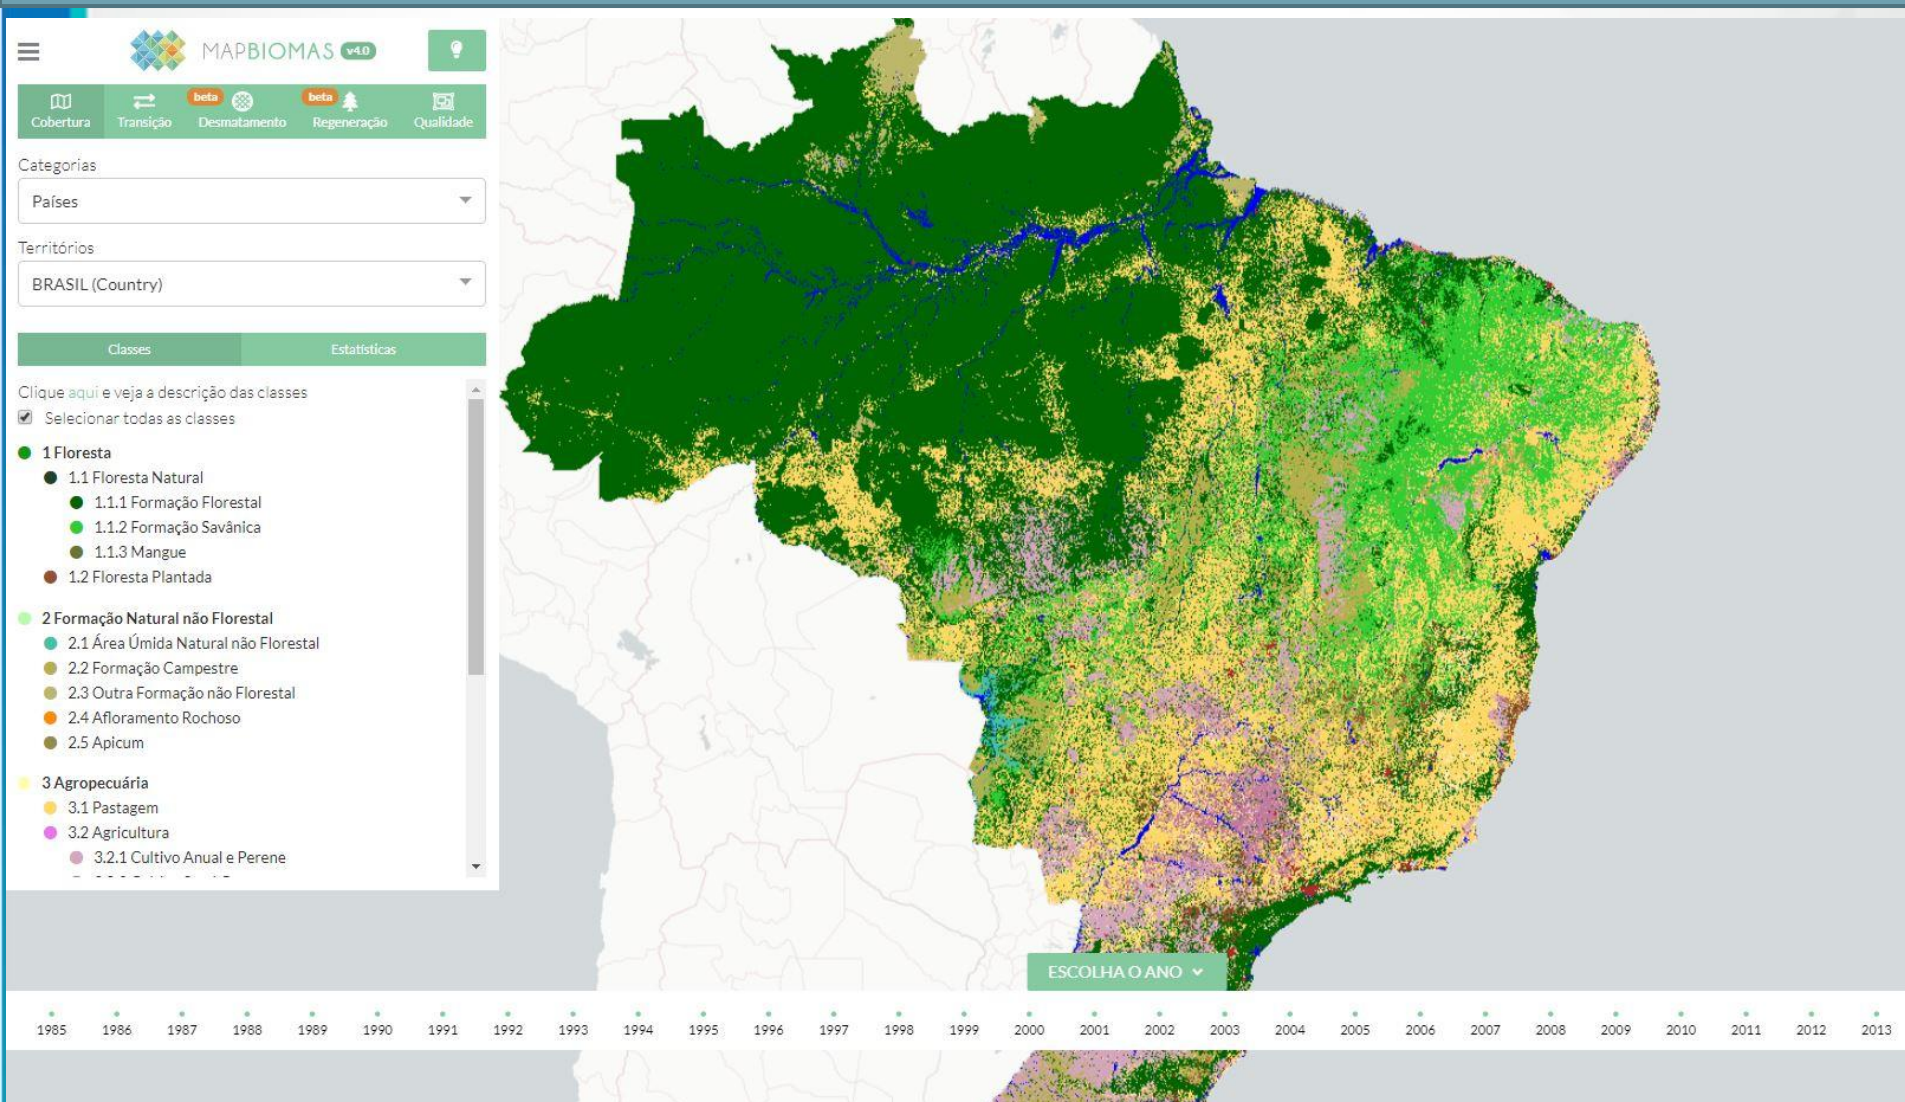 MAPBIOMAS v4.0
Cobertura
Transição
beta
Desmatamento
beta
Regeneração
Qualidade
Categorias
Países
Territórios
BRASIL (Country)
Classes
Estatísticas
Clique aqui e veja a descrição das classes
Selecionar todas as classes
1 Floresta
1.1 Floresta Natural
1.1.1 Formação Florestal
1.1.2 Formação Savânica
1.1.3 Mangue
1.2 Floresta Plantada
2 Formação Natural não Florestal
2.1 Área Úmida Natural não Florestal
2.2 Formação Campestre
2.3 Outra Formação não Florestal
2.4 Afloramento Rochoso
2.5 Apicum
3 Agropecuária
3.1 Pastagem
3.2 Agricultura
3.2.1 Cultivo Anual e Perene
ESCOLHA O ANO
1985 1986 1987 1988 1989 1990 1991 1992 1993 1994 1995 1996 1997 1998 1999 2000 2001 2002 2003 2004 2005 2006 2007 2008 2009 2010 2011 2012 2013